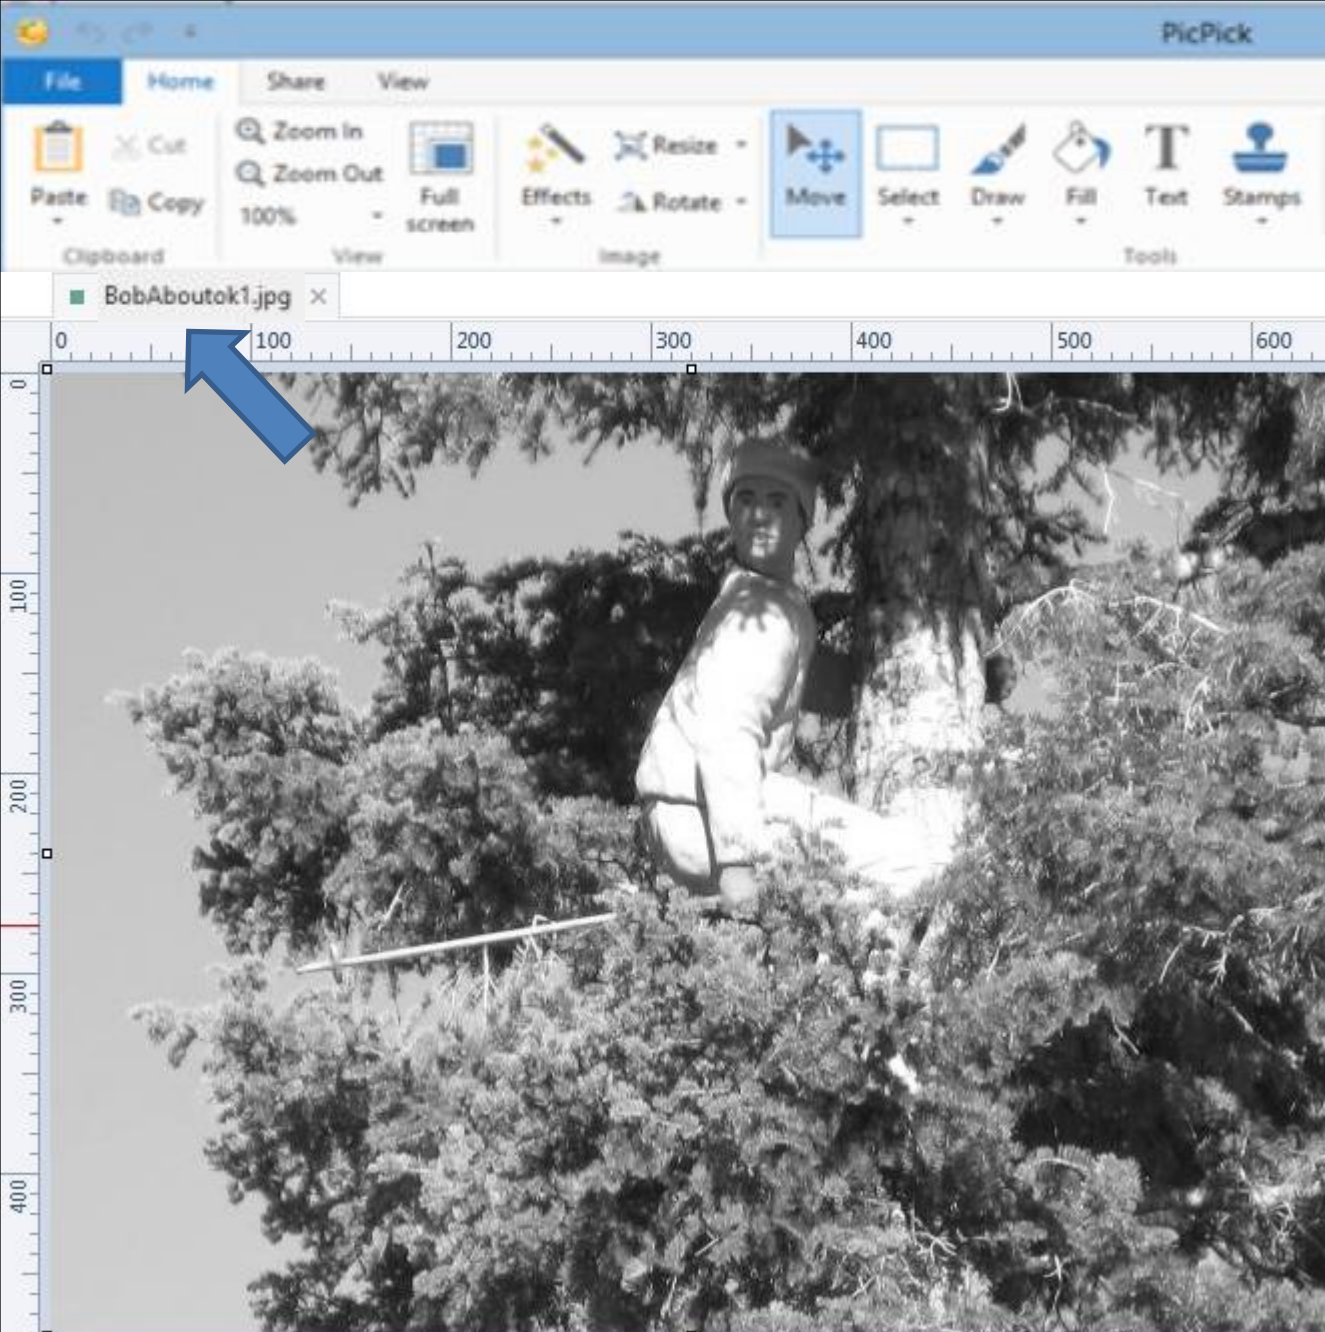 PicPick
File Home Share View
Paste Cut Copy Zoom In Zoom Out 100% Full screen Effects Resize Rotate Move Select Draw Fill Text Stamps
Clipboard View Image Tools
BobAboutok1.jpg
0 100 200 300 400 500 600
0
100
200
300
400